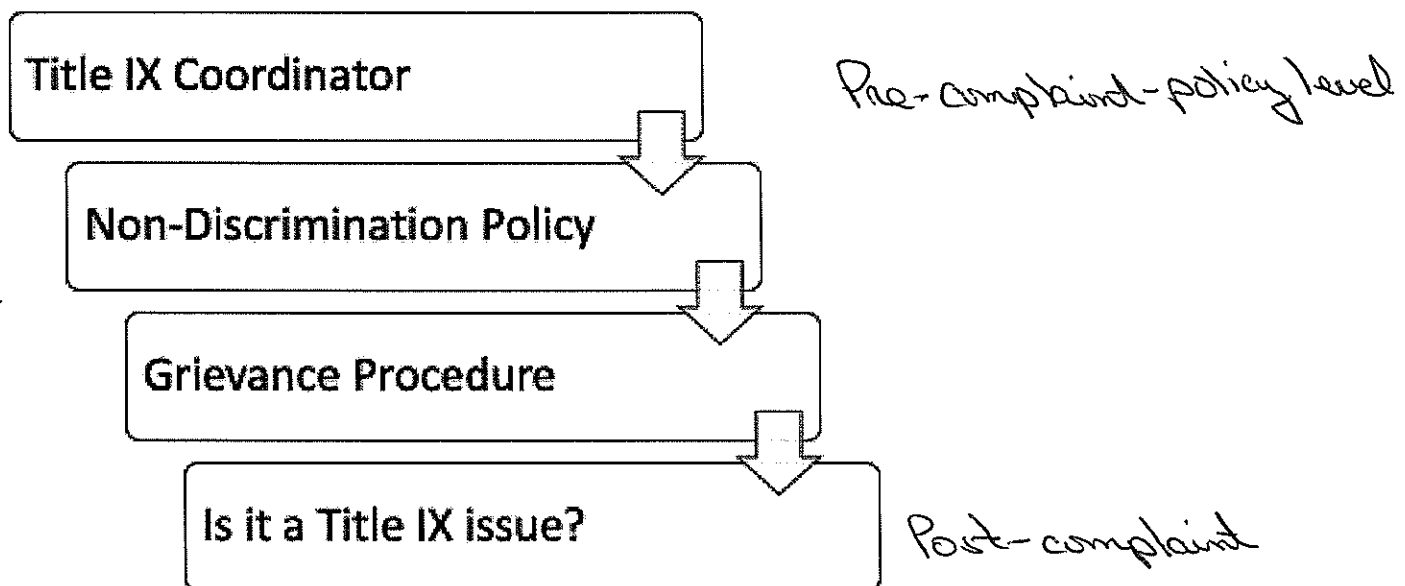 Title IX Coordinator
Pre-complaint-policy level
Non-Discrimination Policy
Grievance Procedure
Is it a Title IX issue?
Post-complaint